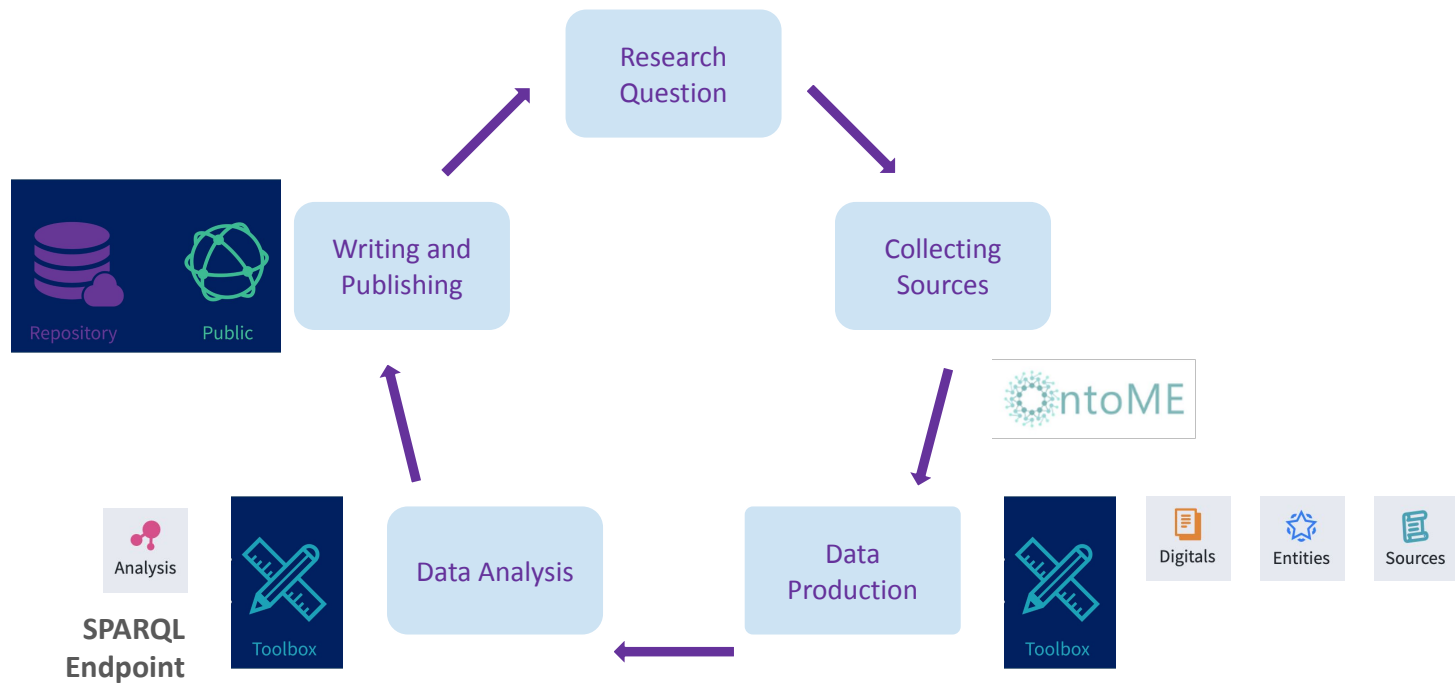 Research
Question
Writing and
Publishing
Collecting
Sources
Repository
Public
OntoME
Analysis
SPARQL
Endpoint
Toolbox
Data Analysis
Data
Production
Toolbox
Digitals
Entities
Sources